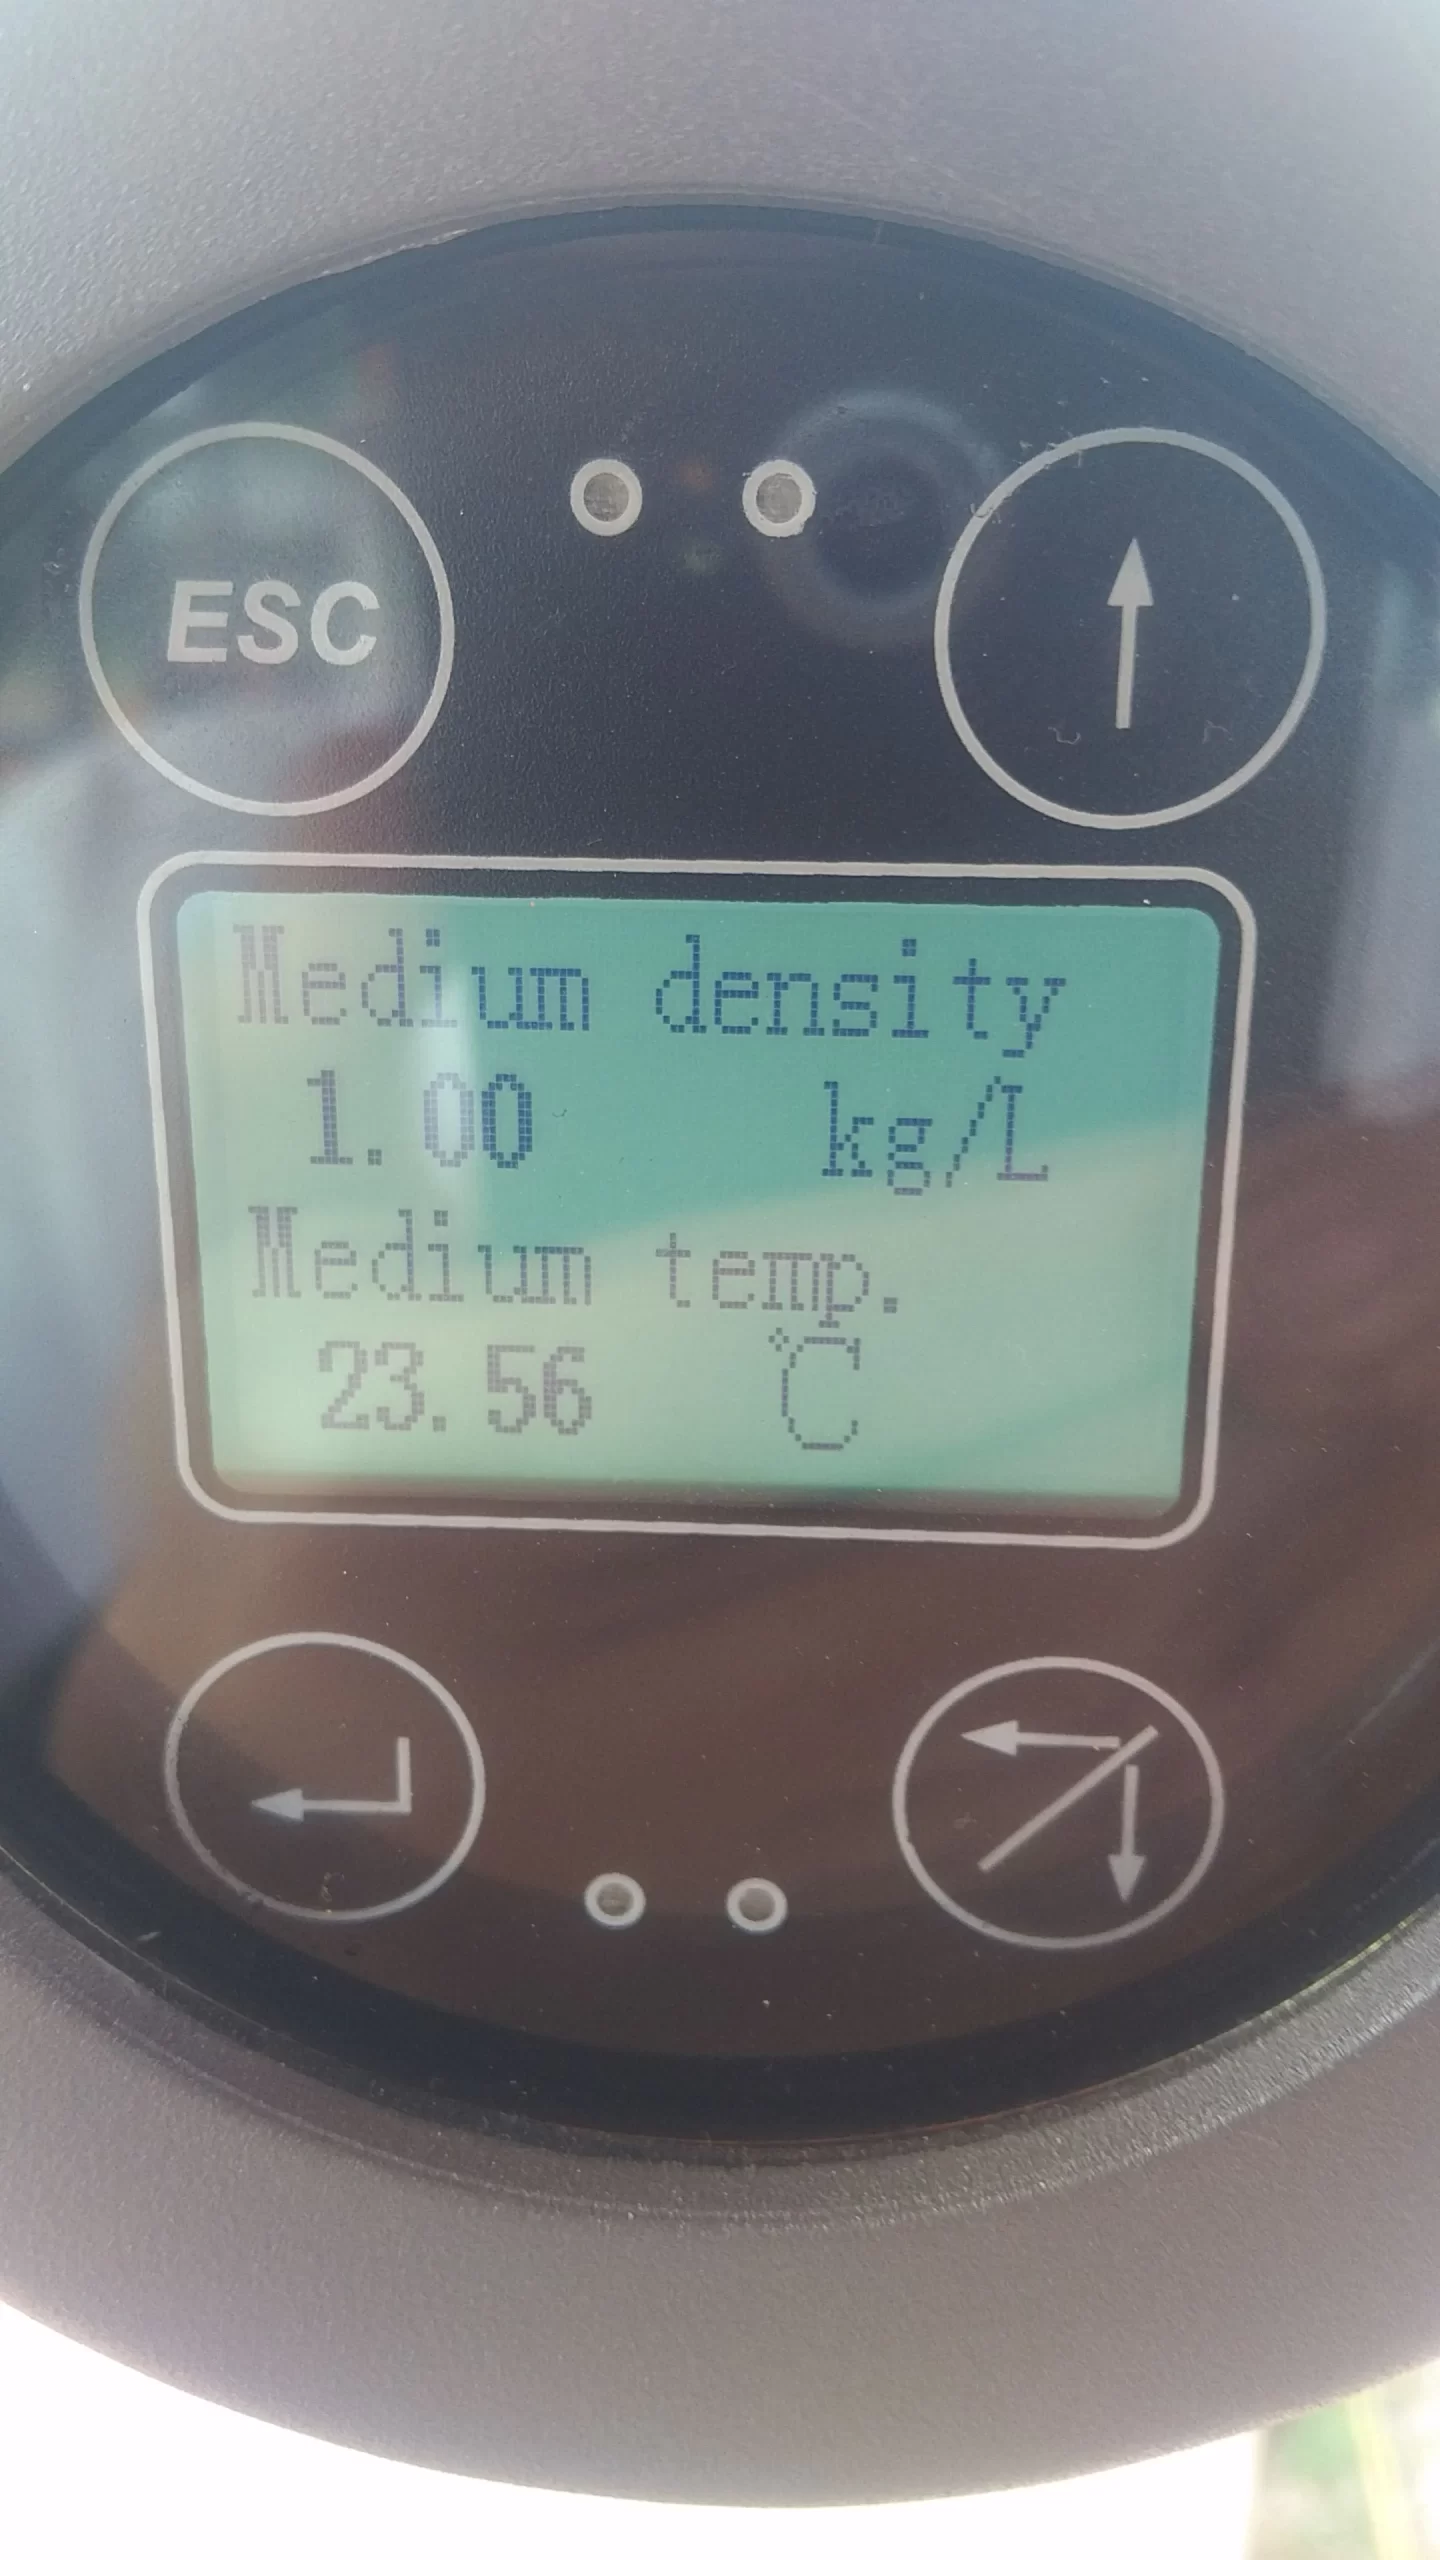 ESC
Medium density
1.00 kg/L
Medium temp.
23.56 ℃